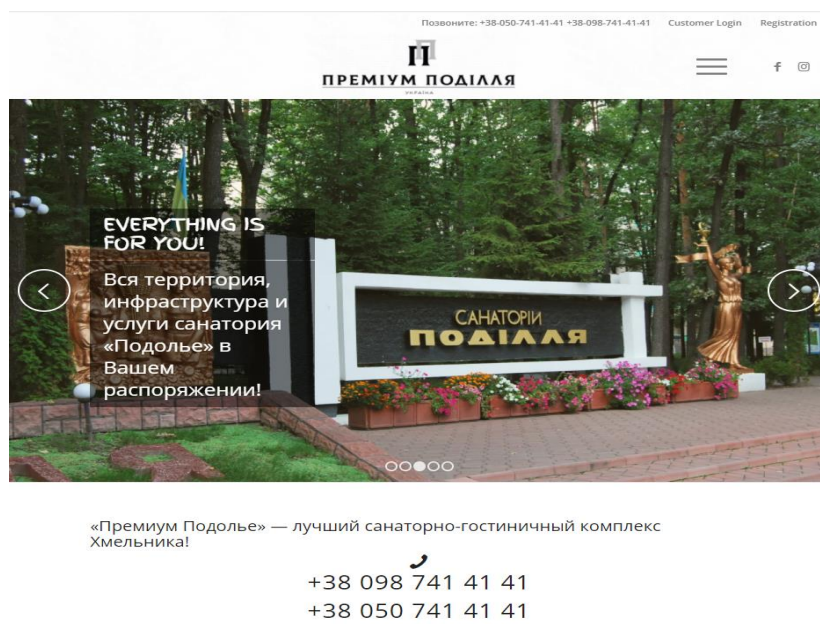 Позвоните: +38-050-741-41-41 +38-098-741-41-41 Customer Login Registration
ПРЕМІУМ ПОДІЛЛЯ
УКРАЇНА
EVERYTHING IS
FOR YOU!
Вся территория,
инфраструктура и
услуги санатория
«Подолье» в
Вашем
распоряжении!
САНАТОРІЙ
ПОДІЛЛЯ
«Премиум Подолье» — лучший санаторно-гостиничный комплекс
Хмельника!
+38 098 741 41 41
+38 050 741 41 41